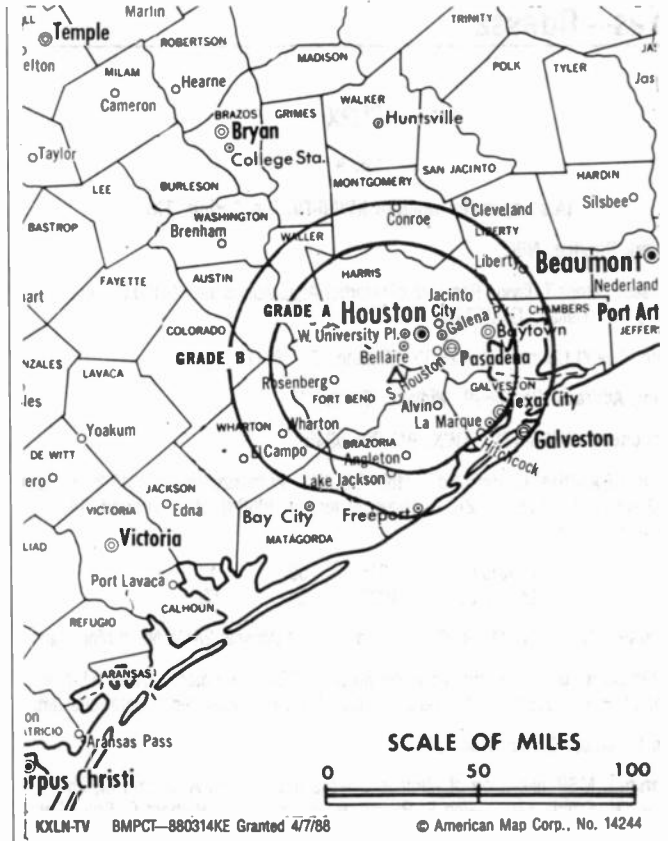 Marlin
Temple
ROBERTSON
TRINITY
elton
MADISON
POLK
TYLER
MILAM
Hearne
Jas
Cameron
WALKER
BRAZOS
GRIMES
Huntsville
Bryan
College Sta.
Taylor
SAN JACINTO
LEE
BURLESON
MONTGOMERY
HARDIN
Silsbee
WASHINGTON
Conroe
Cleveland
BASTROP
Brenham
WALLER
LIBERTY
Liberty
Beaumont
FAYETTE
AUSTIN
HARRIS
Nederland
Jacinto
City
CHAMBERS
Port Art
GRADE A
Houston
Galena Pk.
JEFFER
COLORADO
W. University Pl.
Baytown
GRADE B
Bellaire
Pasadena
NZALES
LAVACA
S. Houston
GALVESTON
Rosenberg
FORT BEND
Texas City
les
Alvin
La Marque
Yoakum
WHARTON
Wharton
BRAZORIA
Galveston
DE WITT
El Campo
Angleton
Hitchcock
ero
Lake Jackson
JACKSON
Edna
Bay City
Freeport
VICTORIA
MATAGORDA
LIAD
Victoria
Port Lavaca
CALHOUN
REFUGIO
ARANSAS
on
TRICIO
Aransas Pass
SCALE OF MILES
rpus Christi
0 50 100
KXLN-TV BMPCT—880314KE Granted 4/7/88 © American Map Corp., No. 14244